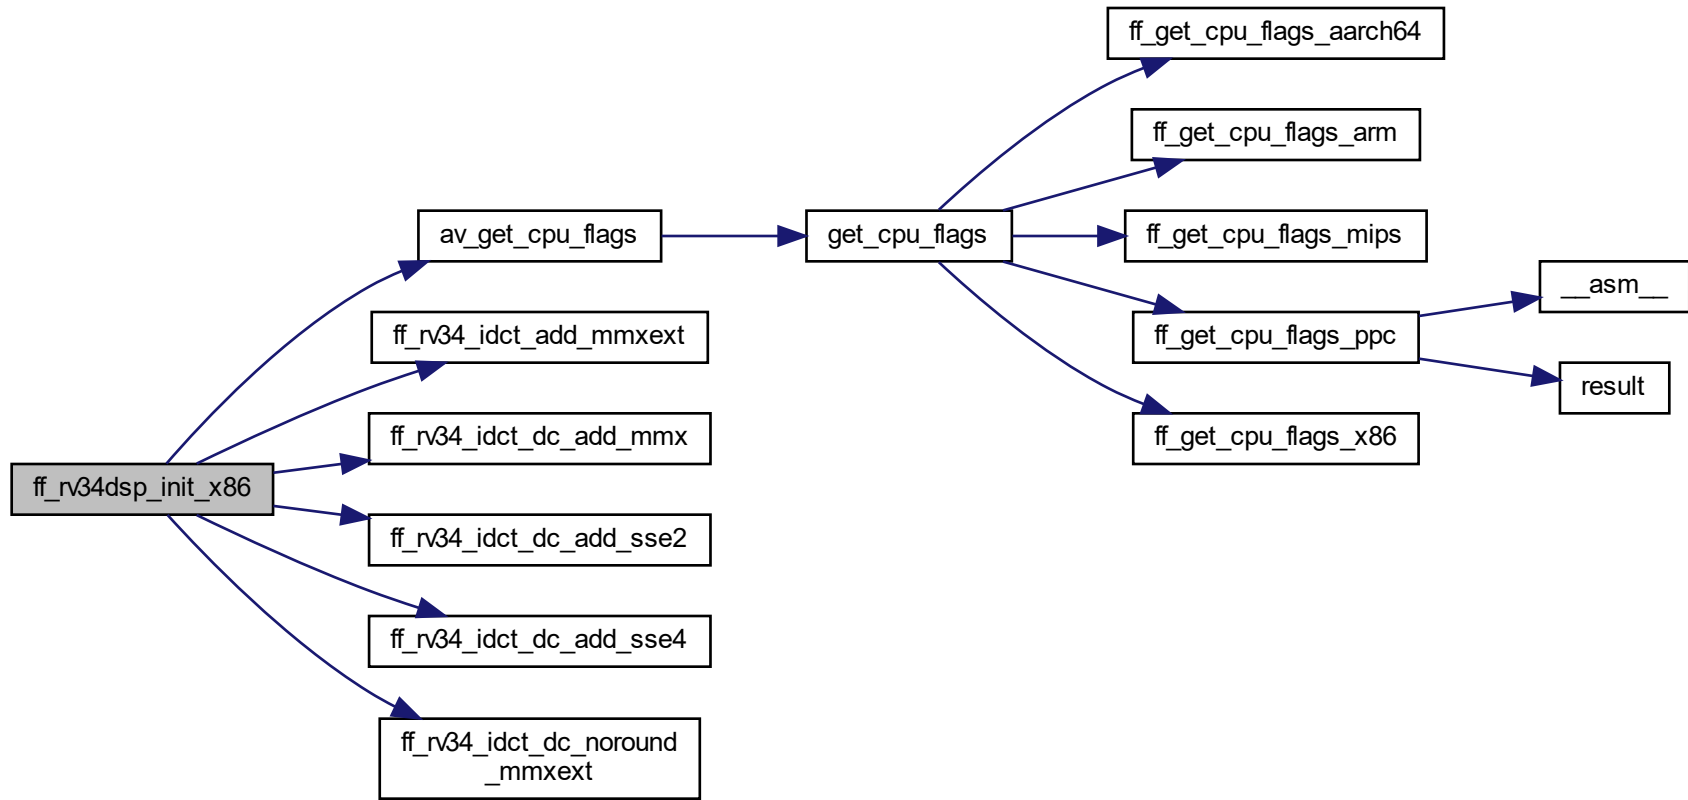 ff_get_cpu_flags_aarch64
ff_get_cpu_flags_arm
av_get_cpu_flags
get_cpu_flags
ff_get_cpu_flags_mips
__asm__
ff_rv34_idct_add_mmxext
ff_get_cpu_flags_ppc
result
ff_rv34_idct_dc_add_mmx
ff_get_cpu_flags_x86
ff_rv34dsp_init_x86
ff_rv34_idct_dc_add_sse2
ff_rv34_idct_dc_add_sse4
ff_rv34_idct_dc_noround
_mmxext